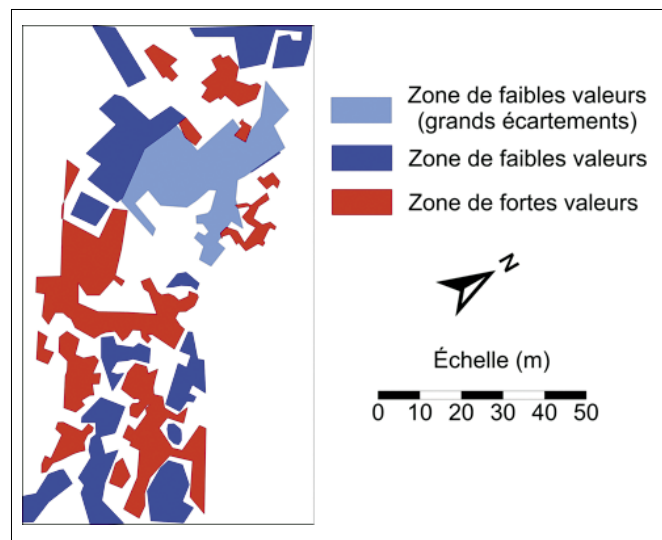 Zone de faibles valeurs
(grands écartements)
Zone de faibles valeurs
Zone de fortes valeurs
N
Échelle (m)
0 10 20 30 40 50